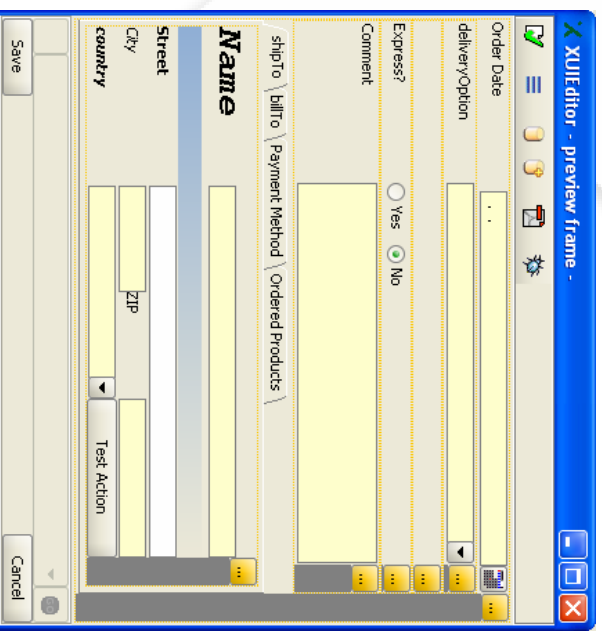 XUIEditor - preview frame -
Order Date . .
deliveryOption
Express? Yes No
Comment
shipTo billTo Payment Method Ordered Products
Name
Street
City ZIP
country Test Action
Save Cancel